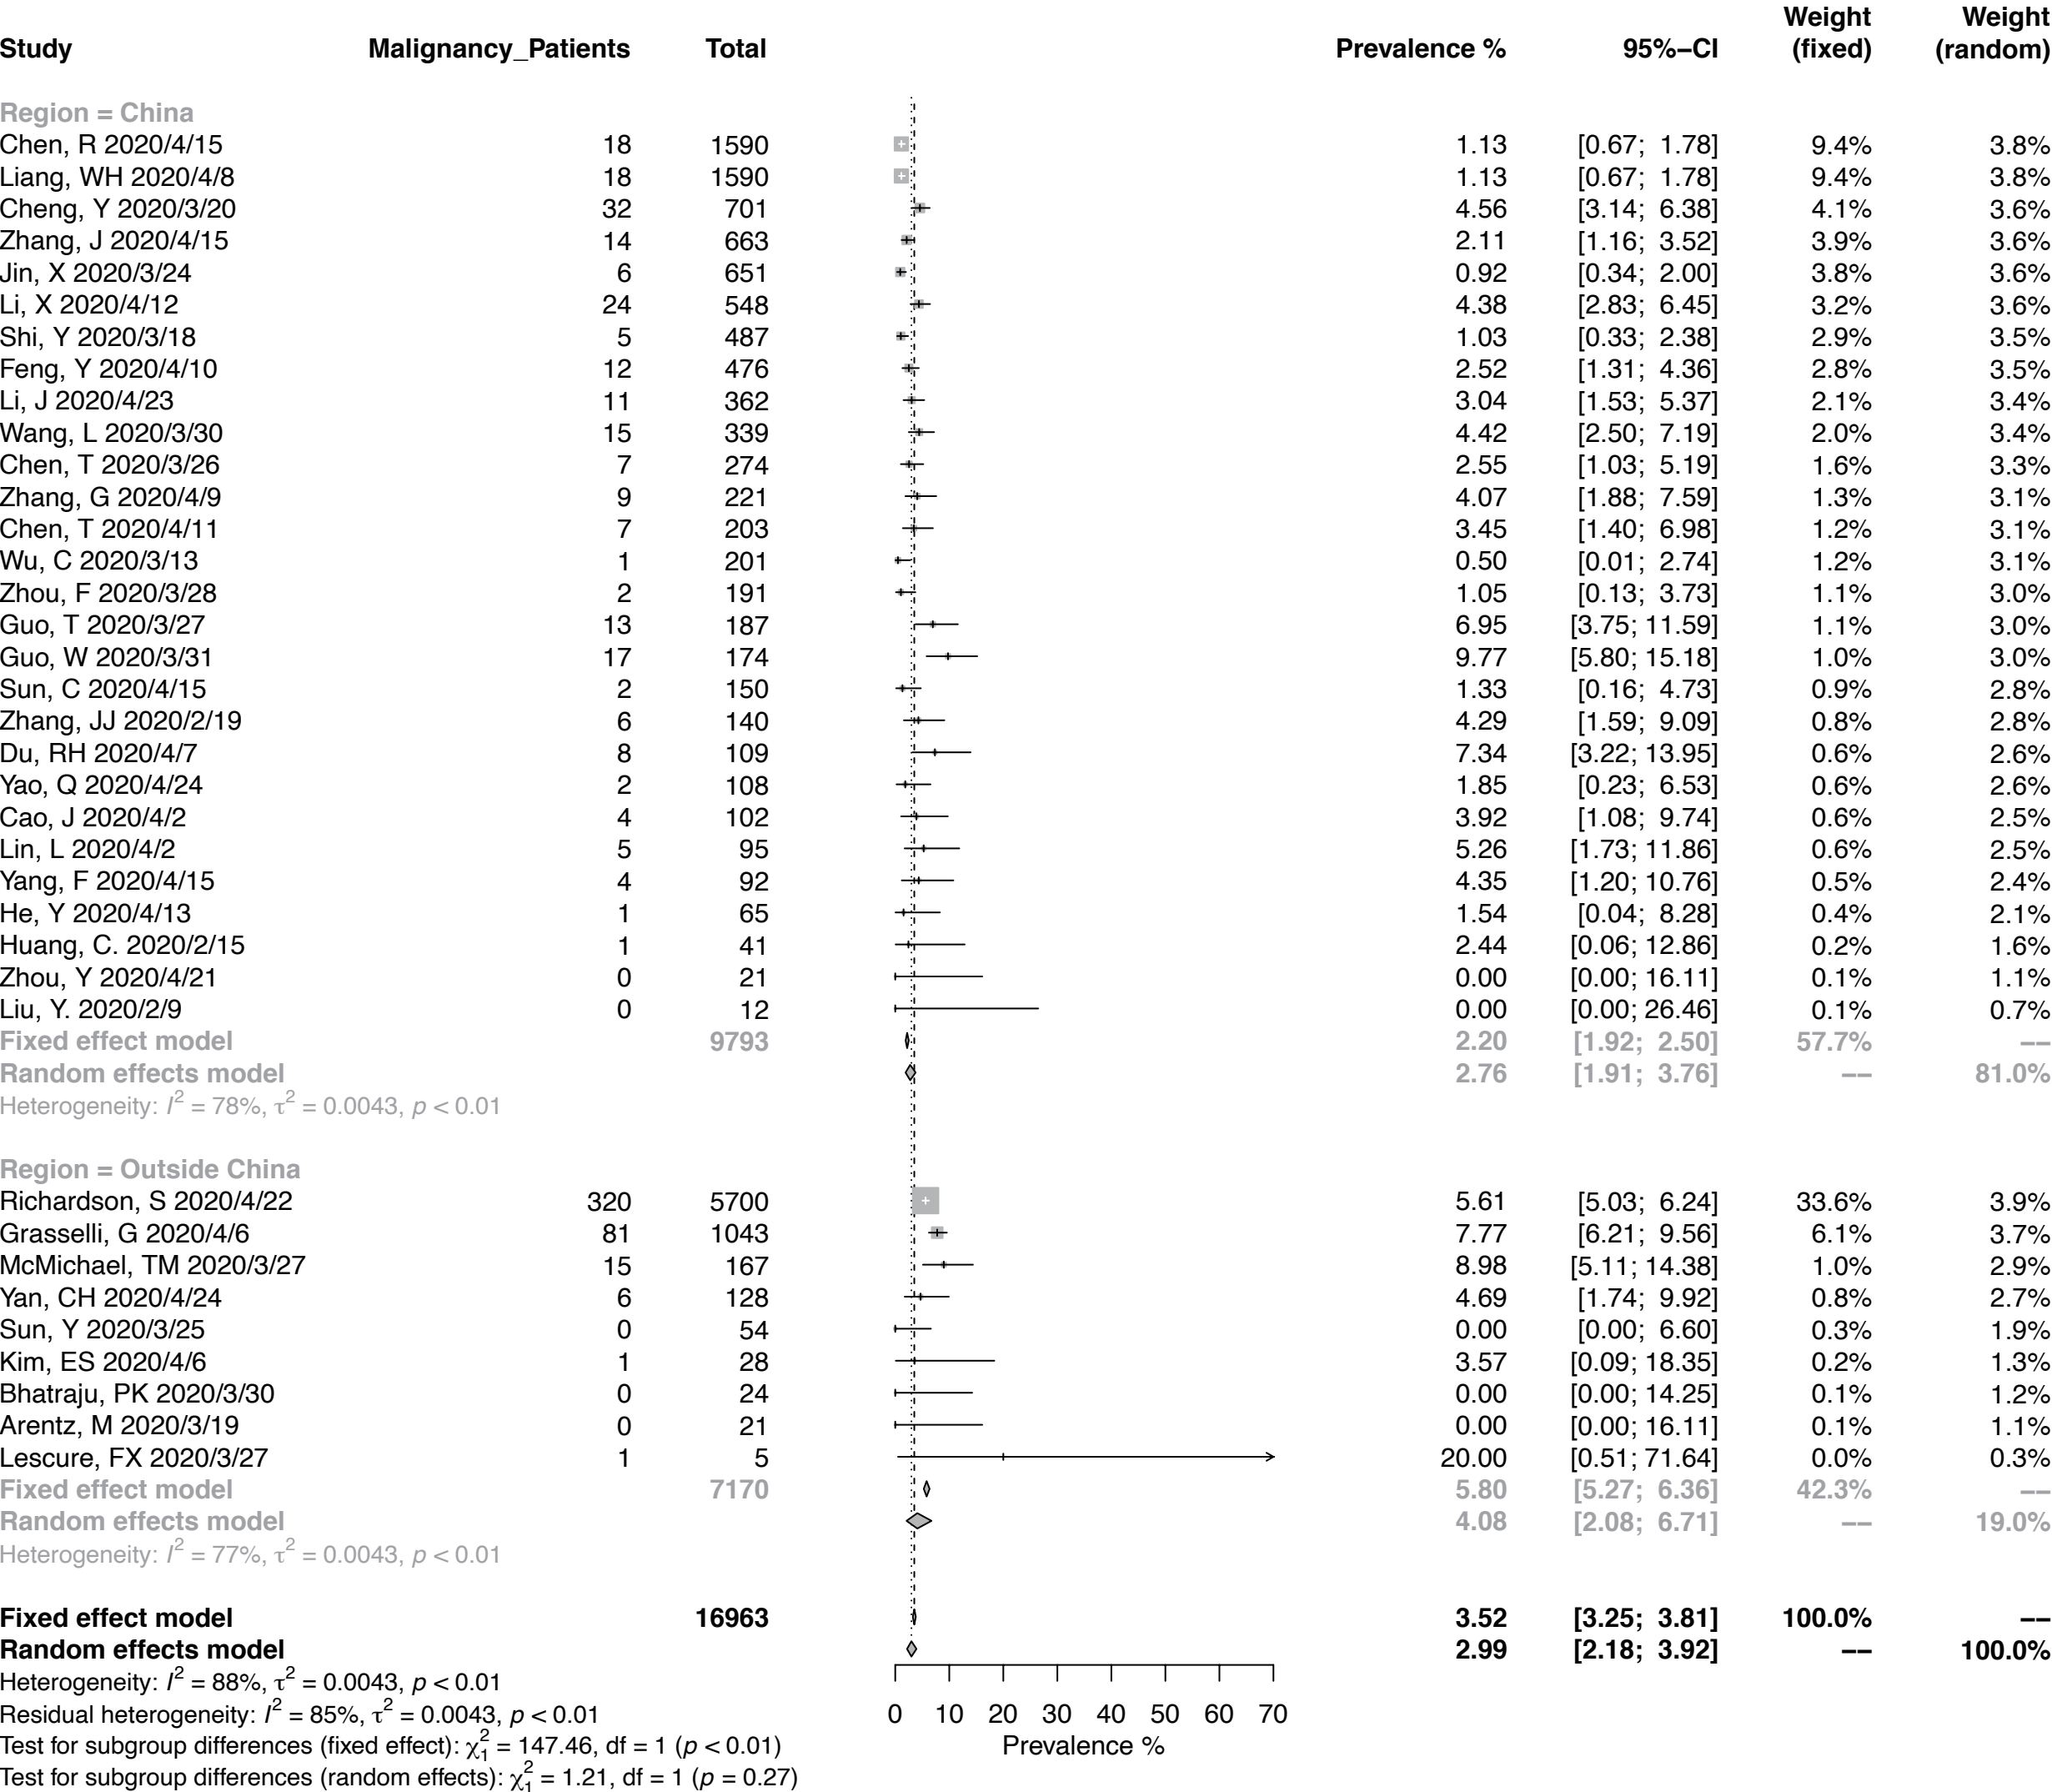 Study Malignancy_Patients Total Prevalence % 95%−CI Weight (fixed) Weight (random)
Region = China
Chen, R 2020/4/15 18 1590 1.13 [0.67; 1.78] 9.4% 3.8%
Liang, WH 2020/4/8 18 1590 1.13 [0.67; 1.78] 9.4% 3.8%
Cheng, Y 2020/3/20 32 701 4.56 [3.14; 6.38] 4.1% 3.6%
Zhang, J 2020/4/15 14 663 2.11 [1.16; 3.52] 3.9% 3.6%
Jin, X 2020/3/24 6 651 0.92 [0.34; 2.00] 3.8% 3.6%
Li, X 2020/4/12 24 548 4.38 [2.83; 6.45] 3.2% 3.6%
Shi, Y 2020/3/18 5 487 1.03 [0.33; 2.38] 2.9% 3.5%
Feng, Y 2020/4/10 12 476 2.52 [1.31; 4.36] 2.8% 3.5%
Li, J 2020/4/23 11 362 3.04 [1.53; 5.37] 2.1% 3.4%
Wang, L 2020/3/30 15 339 4.42 [2.50; 7.19] 2.0% 3.4%
Chen, T 2020/3/26 7 274 2.55 [1.03; 5.19] 1.6% 3.3%
Zhang, G 2020/4/9 9 221 4.07 [1.88; 7.59] 1.3% 3.1%
Chen, T 2020/4/11 7 203 3.45 [1.40; 6.98] 1.2% 3.1%
Wu, C 2020/3/13 1 201 0.50 [0.01; 2.74] 1.2% 3.1%
Zhou, F 2020/3/28 2 191 1.05 [0.13; 3.73] 1.1% 3.0%
Guo, T 2020/3/27 13 187 6.95 [3.75; 11.59] 1.1% 3.0%
Guo, W 2020/3/31 17 174 9.77 [5.80; 15.18] 1.0% 3.0%
Sun, C 2020/4/15 2 150 1.33 [0.16; 4.73] 0.9% 2.8%
Zhang, JJ 2020/2/19 6 140 4.29 [1.59; 9.09] 0.8% 2.8%
Du, RH 2020/4/7 8 109 7.34 [3.22; 13.95] 0.6% 2.6%
Yao, Q 2020/4/24 2 108 1.85 [0.23; 6.53] 0.6% 2.6%
Cao, J 2020/4/2 4 102 3.92 [1.08; 9.74] 0.6% 2.5%
Lin, L 2020/4/2 5 95 5.26 [1.73; 11.86] 0.6% 2.5%
Yang, F 2020/4/15 4 92 4.35 [1.20; 10.76] 0.5% 2.4%
He, Y 2020/4/13 1 65 1.54 [0.04; 8.28] 0.4% 2.1%
Huang, C. 2020/2/15 1 41 2.44 [0.06; 12.86] 0.2% 1.6%
Zhou, Y 2020/4/21 0 21 0.00 [0.00; 16.11] 0.1% 1.1%
Liu, Y. 2020/2/9 0 12 0.00 [0.00; 26.46] 0.1% 0.7%
Fixed effect model 9793 2.20 [1.92; 2.50] 57.7% −−
Random effects model 2.76 [1.91; 3.76] −− 81.0%
Heterogeneity: I² = 78%, τ² = 0.0043, p < 0.01
Region = Outside China
Richardson, S 2020/4/22 320 5700 5.61 [5.03; 6.24] 33.6% 3.9%
Grasselli, G 2020/4/6 81 1043 7.77 [6.21; 9.56] 6.1% 3.7%
McMichael, TM 2020/3/27 15 167 8.98 [5.11; 14.38] 1.0% 2.9%
Yan, CH 2020/4/24 6 128 4.69 [1.74; 9.92] 0.8% 2.7%
Sun, Y 2020/3/25 0 54 0.00 [0.00; 6.60] 0.3% 1.9%
Kim, ES 2020/4/6 1 28 3.57 [0.09; 18.35] 0.2% 1.3%
Bhatraju, PK 2020/3/30 0 24 0.00 [0.00; 14.25] 0.1% 1.2%
Arentz, M 2020/3/19 0 21 0.00 [0.00; 16.11] 0.1% 1.1%
Lescure, FX 2020/3/27 1 5 20.00 [0.51; 71.64] 0.0% 0.3%
Fixed effect model 7170 5.80 [5.27; 6.36] 42.3% −−
Random effects model 4.08 [2.08; 6.71] −− 19.0%
Heterogeneity: I² = 77%, τ² = 0.0043, p < 0.01
Fixed effect model 16963 3.52 [3.25; 3.81] 100.0% −−
Random effects model 2.99 [2.18; 3.92] −− 100.0%
Heterogeneity: I² = 88%, τ² = 0.0043, p < 0.01
Residual heterogeneity: I² = 85%, τ² = 0.0043, p < 0.01
0 10 20 30 40 50 60 70
Test for subgroup differences (fixed effect): χ²₁ = 147.46, df = 1 (p < 0.01)
Prevalence %
Test for subgroup differences (random effects): χ²₁ = 1.21, df = 1 (p = 0.27)